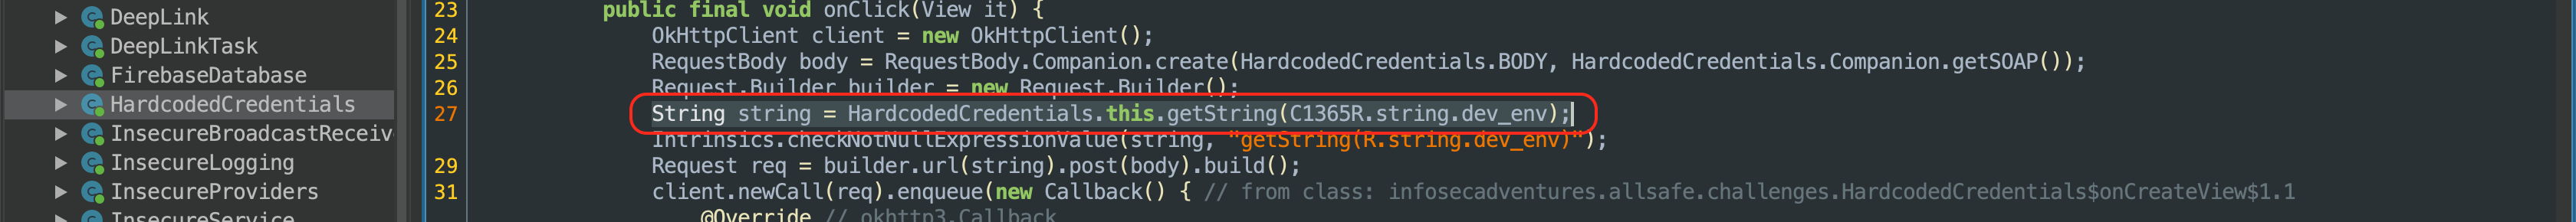 DeepLink
DeepLinkTask
FirebaseDatabase
HardcodedCredentials
InsecureBroadcastReceive
InsecureLogging
InsecureProviders
InsecureService
23 public final void onClick(View it) {
24 OkHttpClient client = new OkHttpClient();
25 RequestBody body = RequestBody.Companion.create(HardcodedCredentials.BODY, HardcodedCredentials.Companion.getSOAP());
26 Request.Builder builder = new Request.Builder();
27 String string = HardcodedCredentials.this.getString(C1365R.string.dev_env);
Intrinsics.checkNotNullExpressionValue(string, "getString(R.string.dev_env)");
29 Request req = builder.url(string).post(body).build();
31 client.newCall(req).enqueue(new Callback() { // from class: infosecadventures.allsafe.challenges.HardcodedCredentials$onCreateView$1.1
@Override // okhttp3.Callback